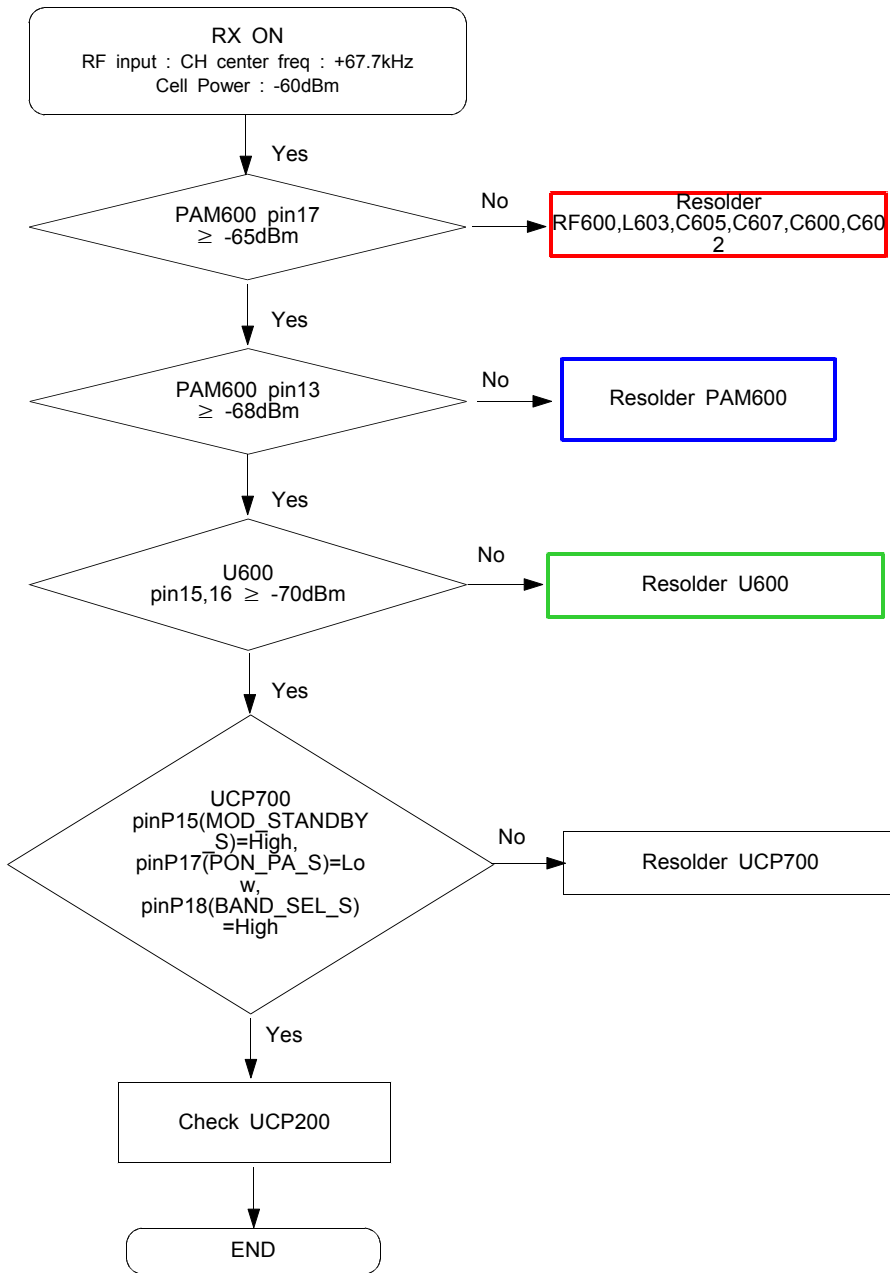 RX ON
RF input : CH center freq : +67.7kHz
Cell Power : -60dBm
Yes
PAM600 pin17
≥ -65dBm
No
Resolder
RF600,L603,C605,C607,C600,C60
2
Yes
PAM600 pin13
≥ -68dBm
No
Resolder PAM600
Yes
U600
pin15,16 ≥ -70dBm
No
Resolder U600
Yes
UCP700
pinP15(MOD_STANDBY
_S)=High,
pinP17(PON_PA_S)=Lo
w,
pinP18(BAND_SEL_S)
=High
No
Resolder UCP700
Yes
Check UCP200
END